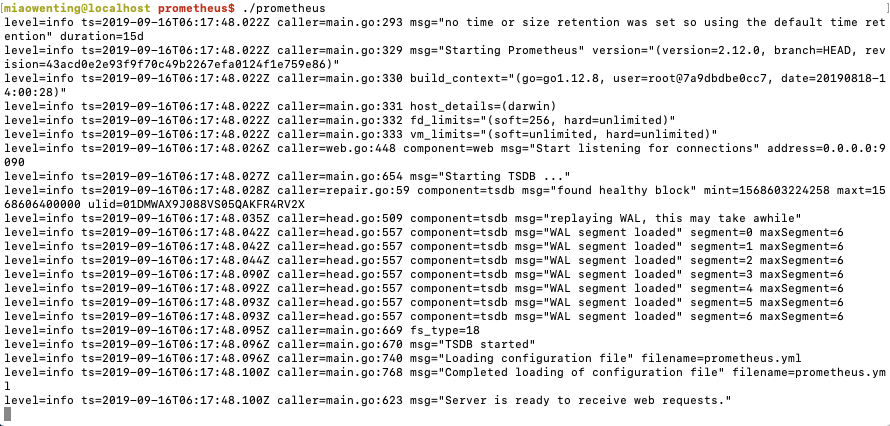 [miaowenting@localhost prometheus$ ./prometheus ]
level=info ts=2019-09-16T06:17:48.022Z caller=main.go:293 msg="no time or size retention was set so using the default time ret
ention" duration=15d
level=info ts=2019-09-16T06:17:48.022Z caller=main.go:329 msg="Starting Prometheus" version="(version=2.12.0, branch=HEAD, rev
ision=43acd0e2e93f9f70c49b2267efa0124f1e759e86)"
level=info ts=2019-09-16T06:17:48.022Z caller=main.go:330 build_context="(go=go1.12.8, user=root@7a9dbdbe0cc7, date=20190818-1
4:00:28)"
level=info ts=2019-09-16T06:17:48.022Z caller=main.go:331 host_details=(darwin)
level=info ts=2019-09-16T06:17:48.022Z caller=main.go:332 fd_limits="(soft=256, hard=unlimited)"
level=info ts=2019-09-16T06:17:48.022Z caller=main.go:333 vm_limits="(soft=unlimited, hard=unlimited)"
level=info ts=2019-09-16T06:17:48.026Z caller=web.go:448 component=web msg="Start listening for connections" address=0.0.0.0:9
090
level=info ts=2019-09-16T06:17:48.027Z caller=main.go:654 msg="Starting TSDB ..."
level=info ts=2019-09-16T06:17:48.028Z caller=repair.go:59 component=tsdb msg="found healthy block" mint=1568603224258 maxt=15
68606400000 ulid=01DMWAX9J088VS05QAKFR4RV2X
level=info ts=2019-09-16T06:17:48.035Z caller=head.go:509 component=tsdb msg="replaying WAL, this may take awhile"
level=info ts=2019-09-16T06:17:48.042Z caller=head.go:557 component=tsdb msg="WAL segment loaded" segment=0 maxSegment=6
level=info ts=2019-09-16T06:17:48.042Z caller=head.go:557 component=tsdb msg="WAL segment loaded" segment=1 maxSegment=6
level=info ts=2019-09-16T06:17:48.044Z caller=head.go:557 component=tsdb msg="WAL segment loaded" segment=2 maxSegment=6
level=info ts=2019-09-16T06:17:48.090Z caller=head.go:557 component=tsdb msg="WAL segment loaded" segment=3 maxSegment=6
level=info ts=2019-09-16T06:17:48.092Z caller=head.go:557 component=tsdb msg="WAL segment loaded" segment=4 maxSegment=6
level=info ts=2019-09-16T06:17:48.093Z caller=head.go:557 component=tsdb msg="WAL segment loaded" segment=5 maxSegment=6
level=info ts=2019-09-16T06:17:48.093Z caller=head.go:557 component=tsdb msg="WAL segment loaded" segment=6 maxSegment=6
level=info ts=2019-09-16T06:17:48.095Z caller=main.go:669 fs_type=18
level=info ts=2019-09-16T06:17:48.096Z caller=main.go:670 msg="TSDB started"
level=info ts=2019-09-16T06:17:48.096Z caller=main.go:740 msg="Loading configuration file" filename=prometheus.yml
level=info ts=2019-09-16T06:17:48.100Z caller=main.go:768 msg="Completed loading of configuration file" filename=prometheus.ym
l
level=info ts=2019-09-16T06:17:48.100Z caller=main.go:623 msg="Server is ready to receive web requests."